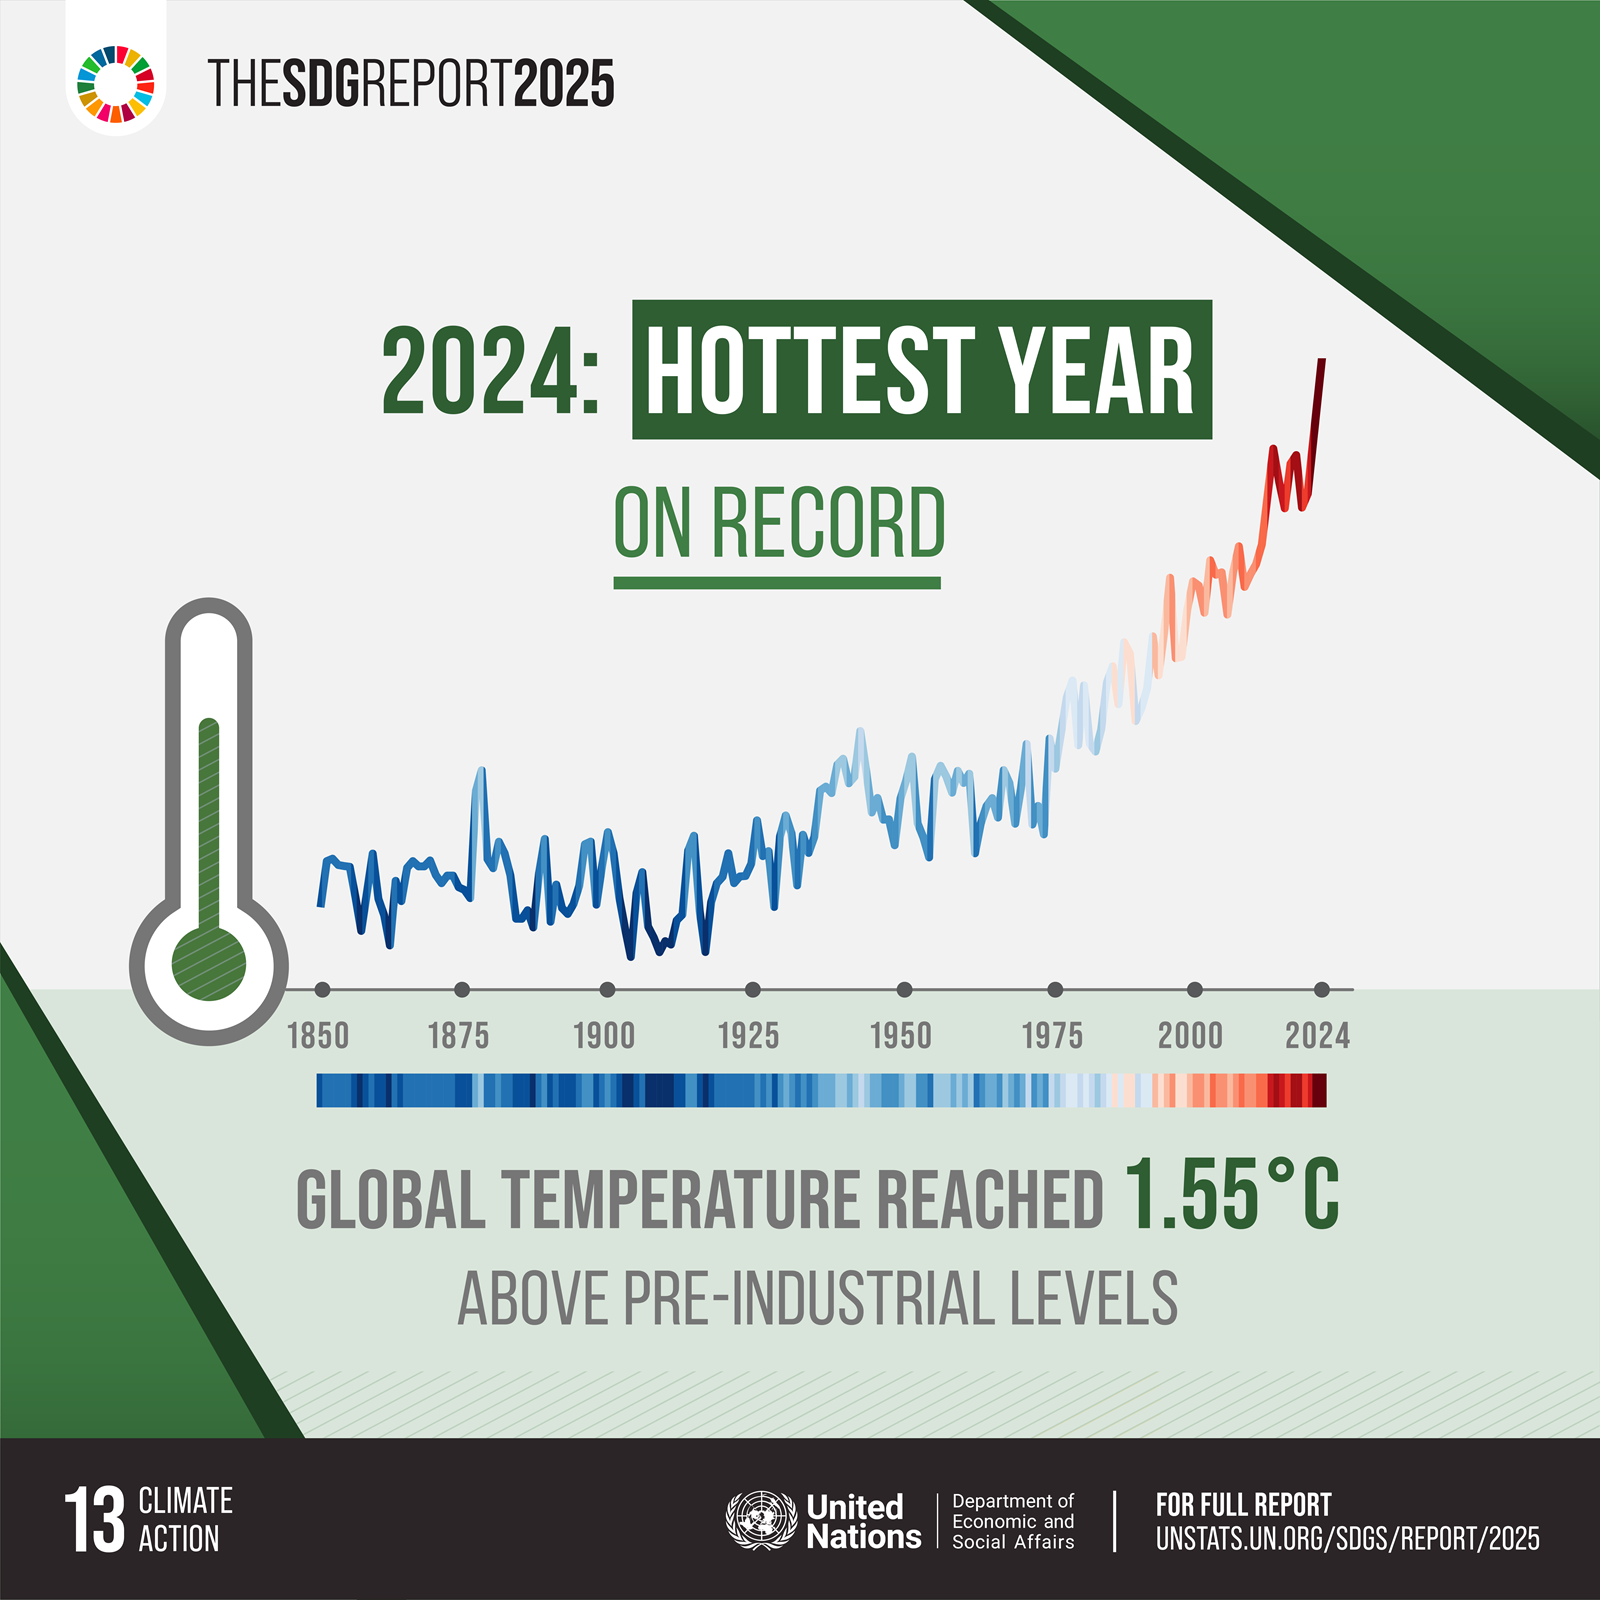 THESDGREPORT2025
2024: HOTTEST YEAR
ON RECORD
1850 1875 1900 1925 1950 1975 2000 2024
GLOBAL TEMPERATURE REACHED 1.55°C
ABOVE PRE-INDUSTRIAL LEVELS
13 CLIMATE
ACTION
United
Nations
Department of
Economic and
Social Affairs
FOR FULL REPORT
UNSTATS.UN.ORG/SDGS/REPORT/2025